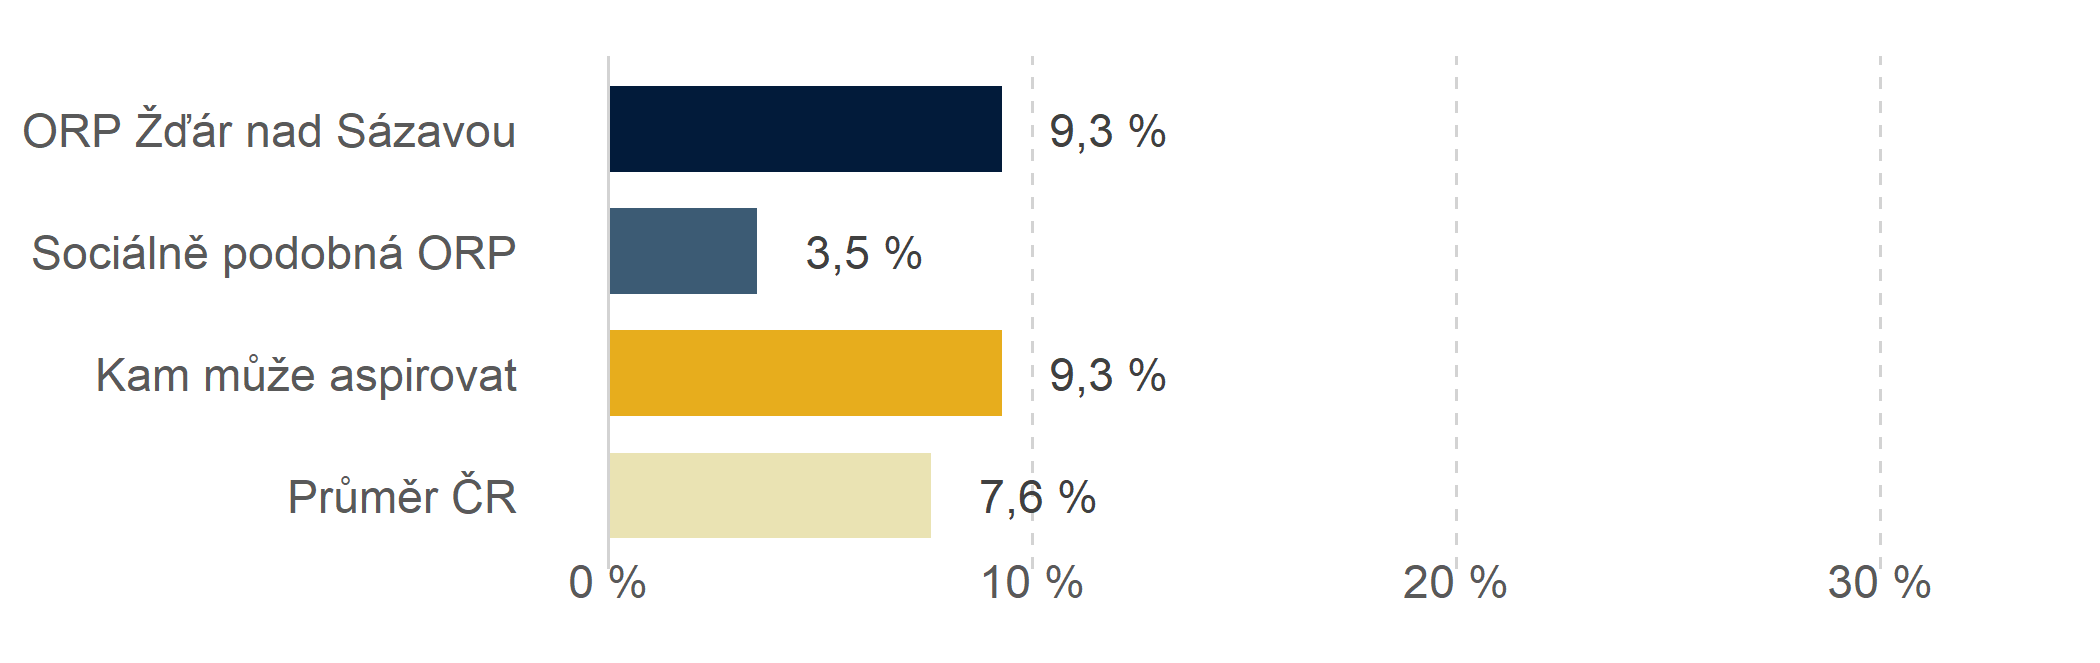 ORP Žďár nad Sázavou
9,3 %
Sociálně podobná ORP
3,5 %
Kam může aspirovat
9,3 %
Průměr ČR
7,6 %
0 %
10 %
20 %
30 %